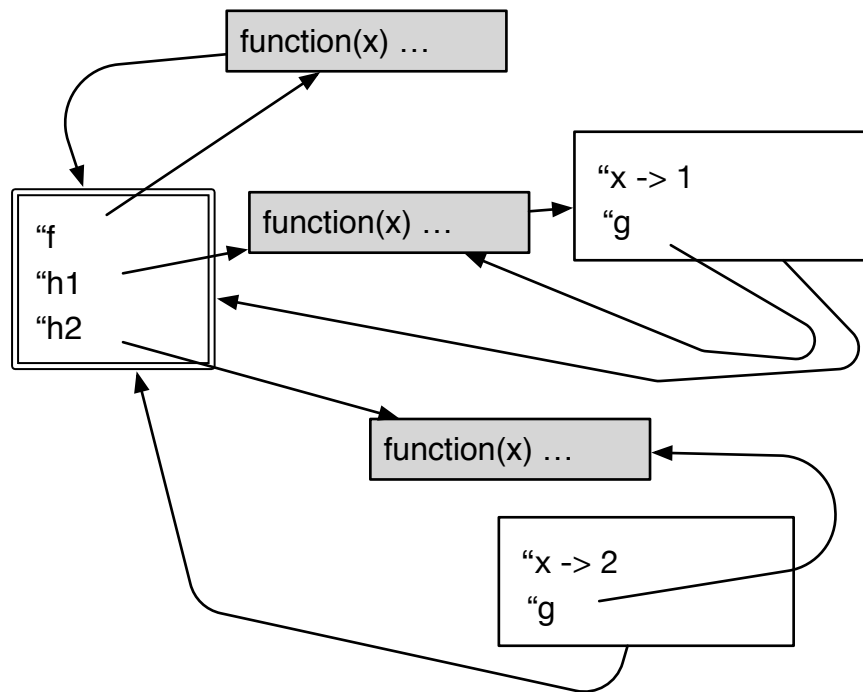 function(x) …
“x -> 1
“g
function(x) …
“f
“h1
“h2
function(x) …
“x -> 2
“g